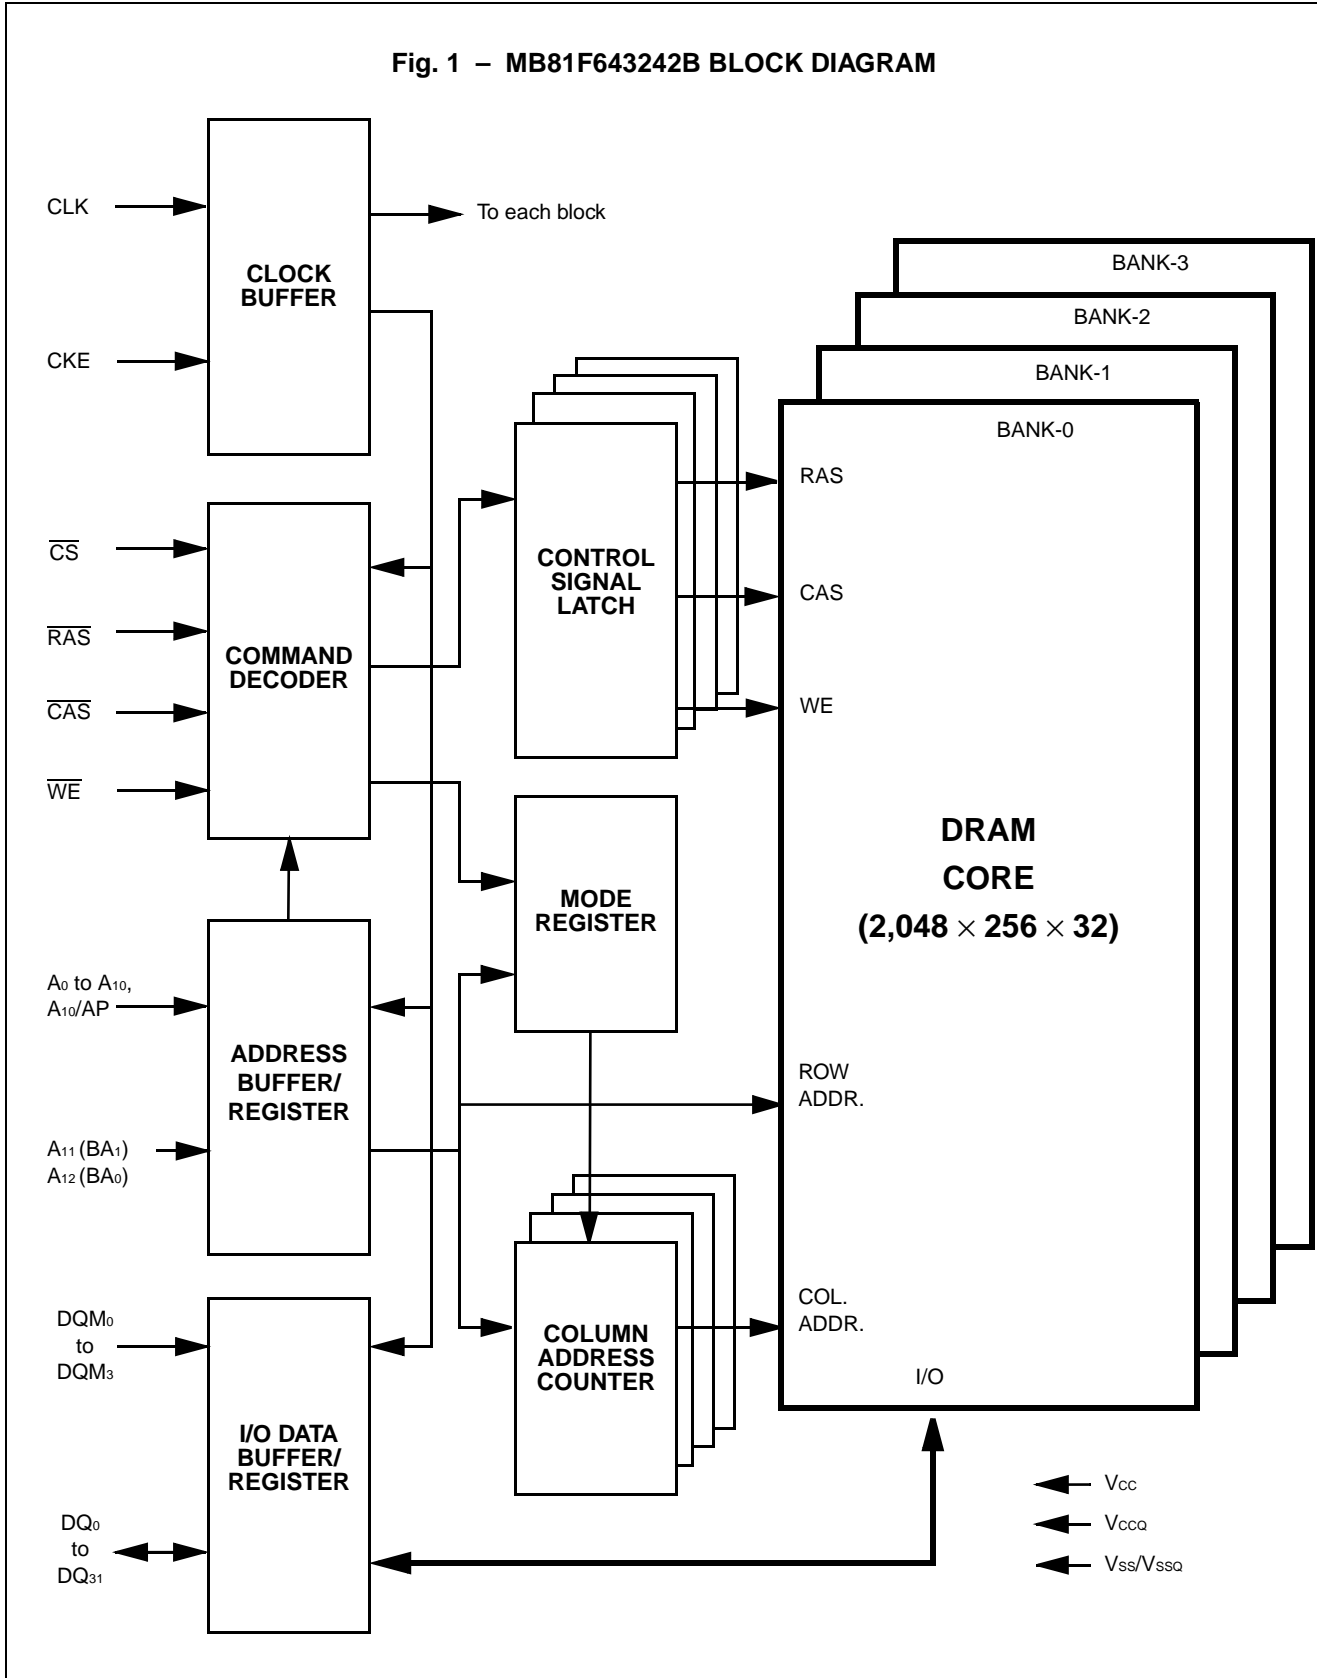 Fig. 1 – MB81F643242B BLOCK DIAGRAM
CLK
To each block
CLOCK
BUFFER
CKE
BANK-3
BANK-2
BANK-1
BANK-0
CS
RAS
CAS
WE
COMMAND
DECODER
CONTROL
SIGNAL
LATCH
RAS
CAS
WE
DRAM
CORE
(2,048 × 256 × 32)
MODE
REGISTER
A0 to A10,
A10/AP
ADDRESS
BUFFER/
REGISTER
A11 (BA1)
A12 (BA0)
ROW
ADDR.
COL.
ADDR.
I/O
COLUMN
ADDRESS
COUNTER
DQM0
to
DQM3
I/O DATA
BUFFER/
REGISTER
DQ0
to
DQ31
VCC
VCCQ
VSS/VSSQ